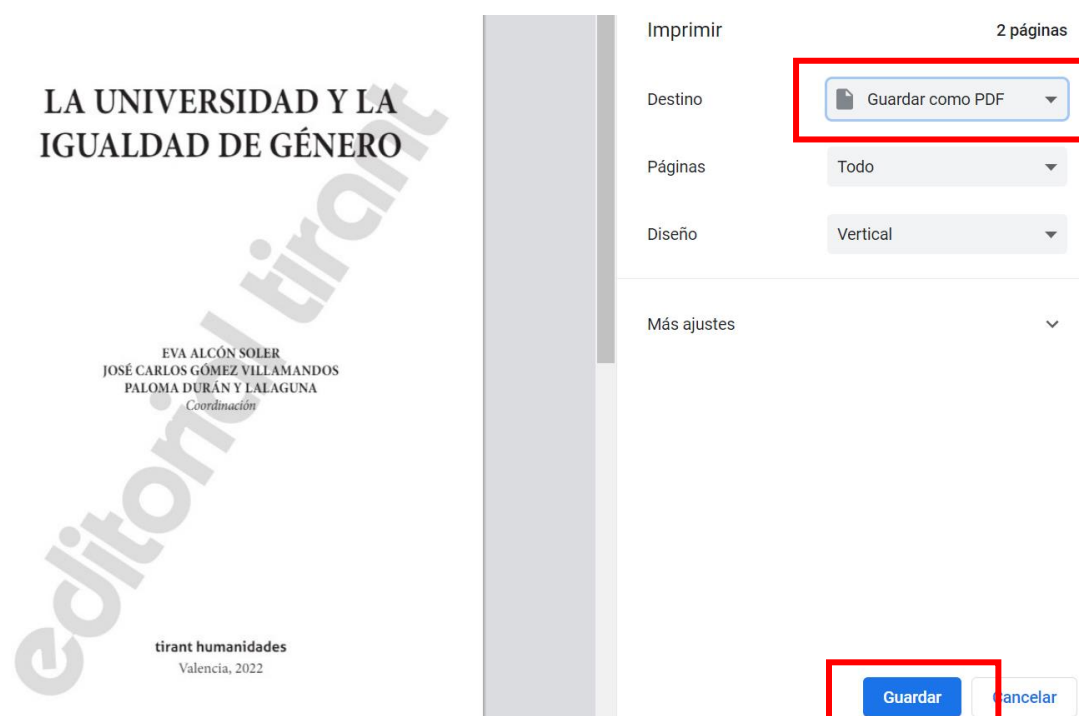 LA UNIVERSIDAD Y LA
IGUALDAD DE GÉNERO
EVA ALCÓN SOLER
JOSÉ CARLOS GÓMEZ VILLAMANDOS
PALOMA DURÁN Y LALAGUNA
Coordinación
tirant humanidades
Valencia, 2022
editorial tirant
Imprimir 2 páginas
Destino Guardar como PDF
Páginas Todo
Diseño Vertical
Más ajustes
Guardar Cancelar